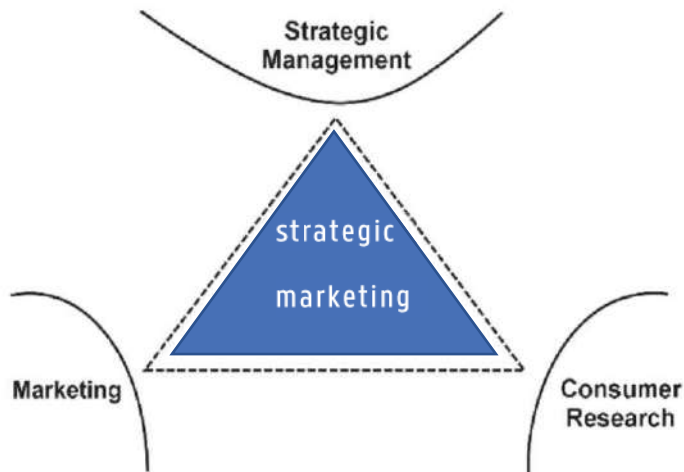 Strategic
Management
strategic
marketing
Marketing
Consumer
Research